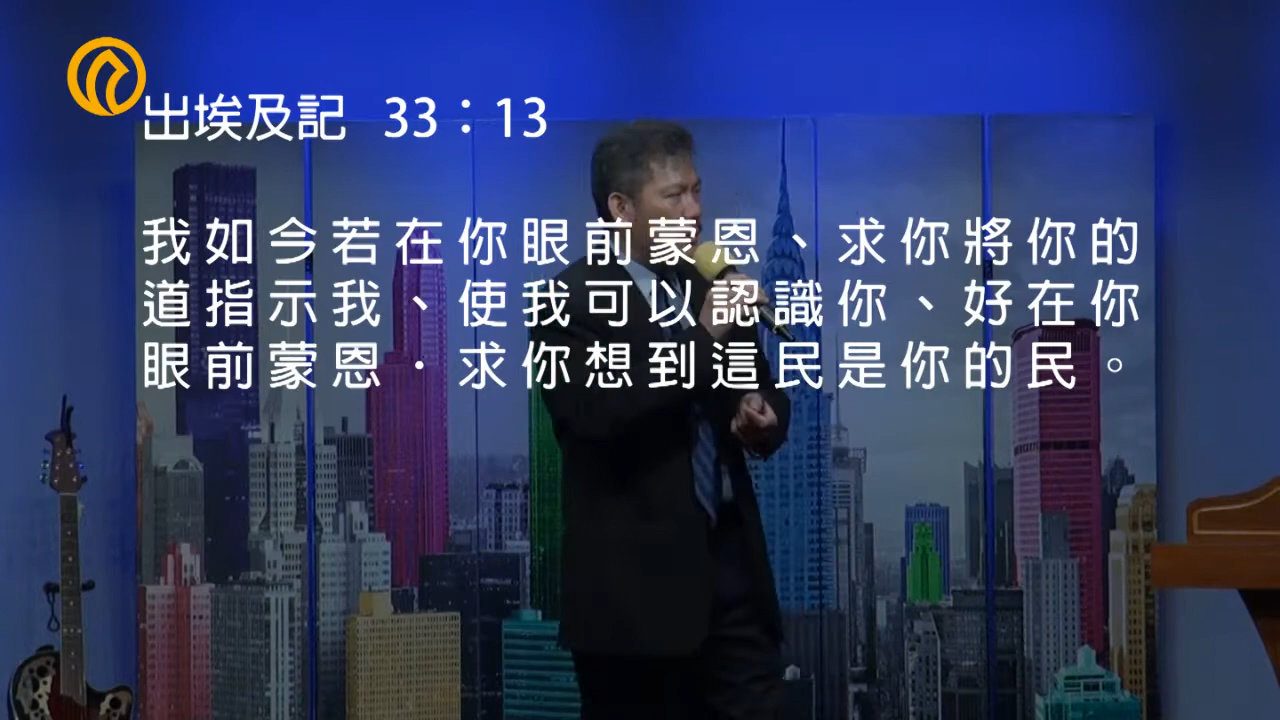 出埃及記 33：13
我如今若在你眼前蒙恩、求你將你的
道指示我、使我可以認識你、好在你
眼前蒙恩．求你想到這民是你的民。